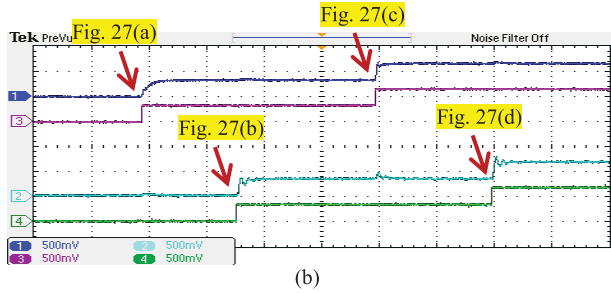 Fig. 27(c)
Fig. 27(a)
Tek PreVu
Noise Filter Off
1
3
Fig. 27(b)
Fig. 27(d)
2
4
1 500mV 2 500mV
3 500mV 4 500mV
(b)